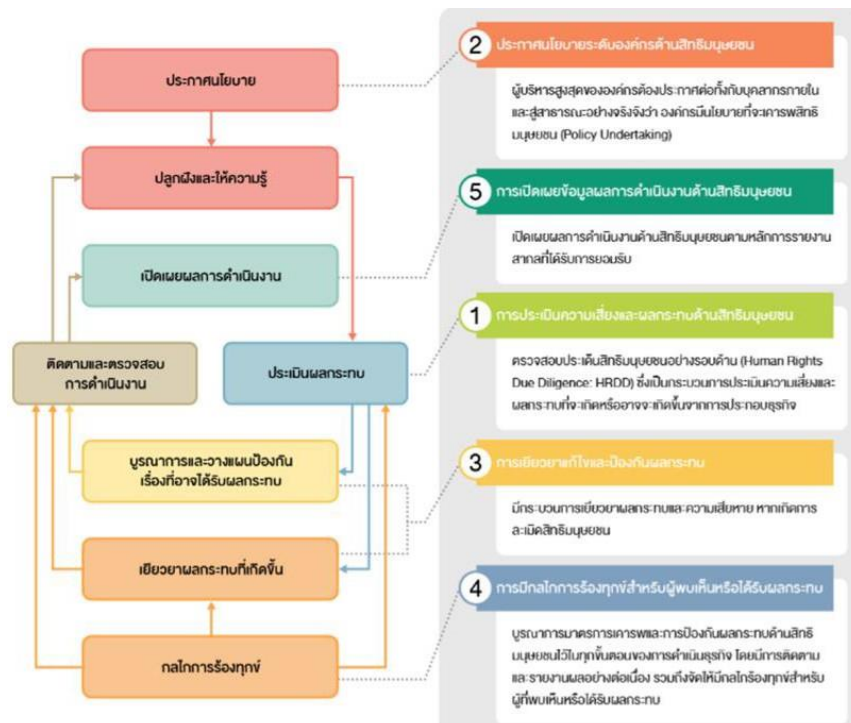 ประกาศนโยบาย
ปลูกฝังและให้ความรู้
เปิดเผยผลการดำเนินงาน
ติดตามและตรวจสอบ
การดำเนินงาน
ประเมินผลกระทบ
บูรณาการและวางแผนป้องกัน
เรื่องที่อาจได้รับผลกระทบ
เยียวยาผลกระทบที่เกิดขึ้น
กลไกการร้องทุกข์
2 ประกาศนโยบายระดับองค์กรด้านสิทธิมนุษยชน
ผู้บริหารสูงสุดขององค์กรต้องประกาศต่อทั้งกับบุคลากรภายใน
และสู่สาธารณะอย่างจริงจังว่า องค์กรมีนโยบายที่จะเคารพสิทธิ
มนุษยชน (Policy Undertaking)
5 การเปิดเผยข้อมูลผลการดำเนินงานด้านสิทธิมนุษยชน
เปิดเผยผลการดำเนินงานด้านสิทธิมนุษยชนตามหลักการรายงาน
สากลที่ได้รับการยอมรับ
1 การประเมินความเสี่ยงและผลกระทบด้านสิทธิมนุษยชน
ตรวจสอบประเด็นสิทธิมนุษยชนอย่างรอบด้าน (Human Rights
Due Diligence: HRDD) ซึ่งเป็นกระบวนการประเมินความเสี่ยงและ
ผลกระทบที่จะเกิดหรืออาจจะเกิดขึ้นจากการประกอบธุรกิจ
3 การเยียวยาแก้ไขและป้องกันผลกระทบ
มีกระบวนการเยียวยาผลกระทบและความเสียหาย หากเกิดการ
ละเมิดสิทธิมนุษยชน
4 การมีกลไกการร้องทุกข์สำหรับผู้พบเห็นหรือได้รับผลกระทบ
บูรณาการมาตรการเคารพและการป้องกันผลกระทบด้านสิทธิ
มนุษยชนไว้ในทุกขั้นตอนของการดำเนินธุรกิจ โดยมีการติดตาม
และรายงานผลอย่างต่อเนื่อง รวมถึงจัดให้มีกลไกร้องทุกข์สำหรับ
ผู้ที่พบเห็นหรือได้รับผลกระทบ